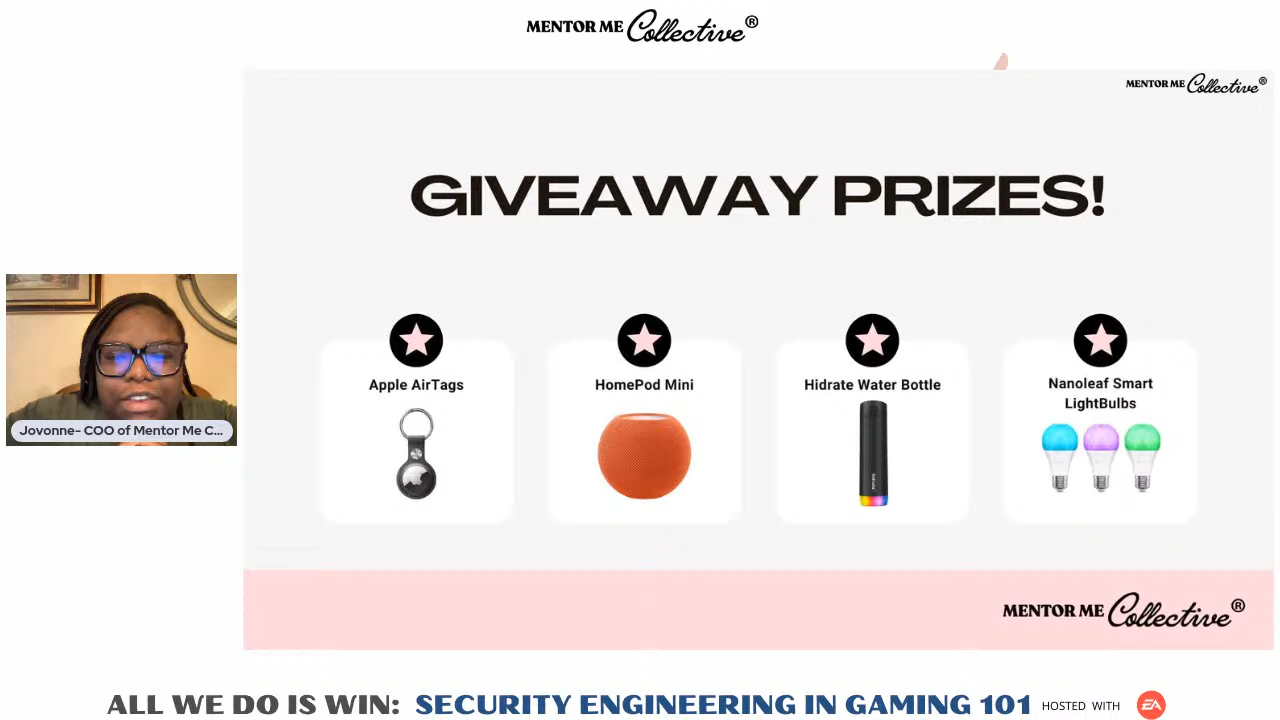 MENTOR ME Collective®
MENTOR ME Collective®
GIVEAWAY PRIZES!
Apple AirTags
HomePod Mini
Hidrate Water Bottle
Nanoleaf Smart
LightBulbs
Jovonne- COO of Mentor Me C...
MENTOR ME Collective®
ALL WE DO IS WIN: SECURITY ENGINEERING IN GAMING 101 HOSTED WITH EA